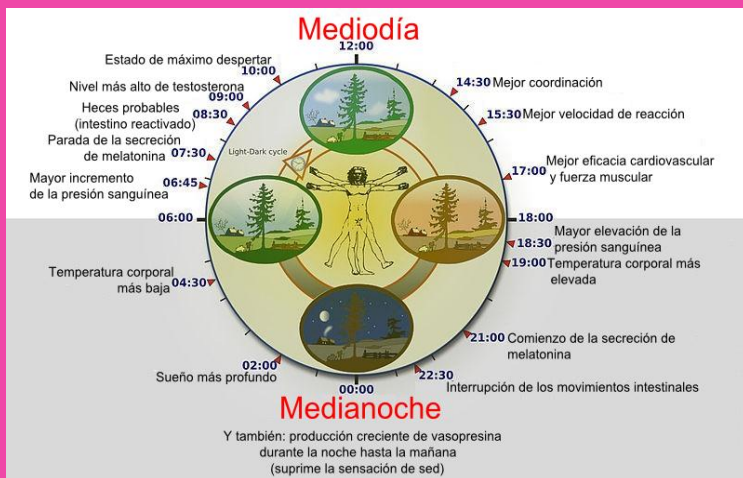 Mediodía
12:00
Estado de máximo despertar
10:00
Nivel más alto de testosterona
09:00
Heces probables
(intestino reactivado)
08:30
Parada de la secreción
de melatonina
07:30
Mayor incremento
de la presión sanguínea
06:45
06:00
Light-Dark cycle
14:30
Mejor coordinación
15:30
Mejor velocidad de reacción
17:00
Mejor eficacia cardiovascular
y fuerza muscular
18:00
18:30
Mayor elevación de la
presión sanguínea
19:00
Temperatura corporal más
elevada
Temperatura corporal
más baja
04:30
21:00
Comienzo de la secreción de
melatonina
02:00
Sueño más profundo
22:30
Interrupción de los movimientos intestinales
00:00
Medianoche
Y también: producción creciente de vasopresina
durante la noche hasta la mañana
(suprime la sensación de sed)